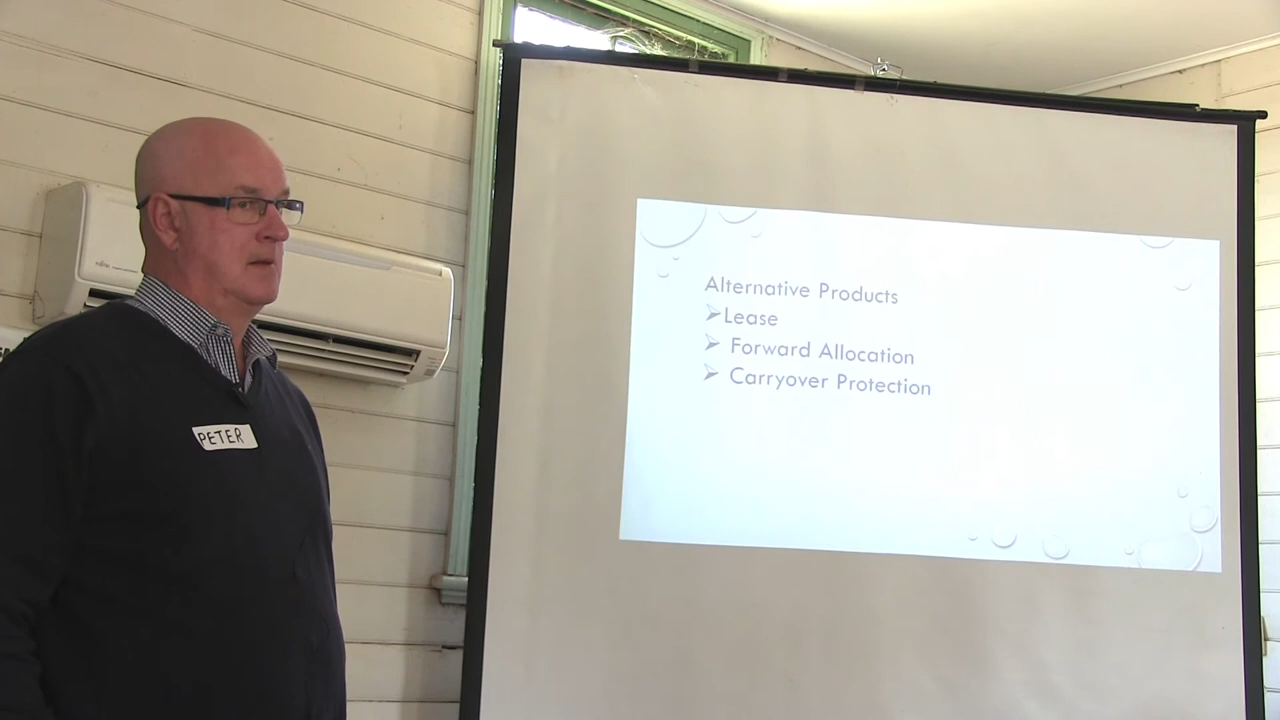 PETER
Alternative Products
Lease
Forward Allocation
Carryover Protection